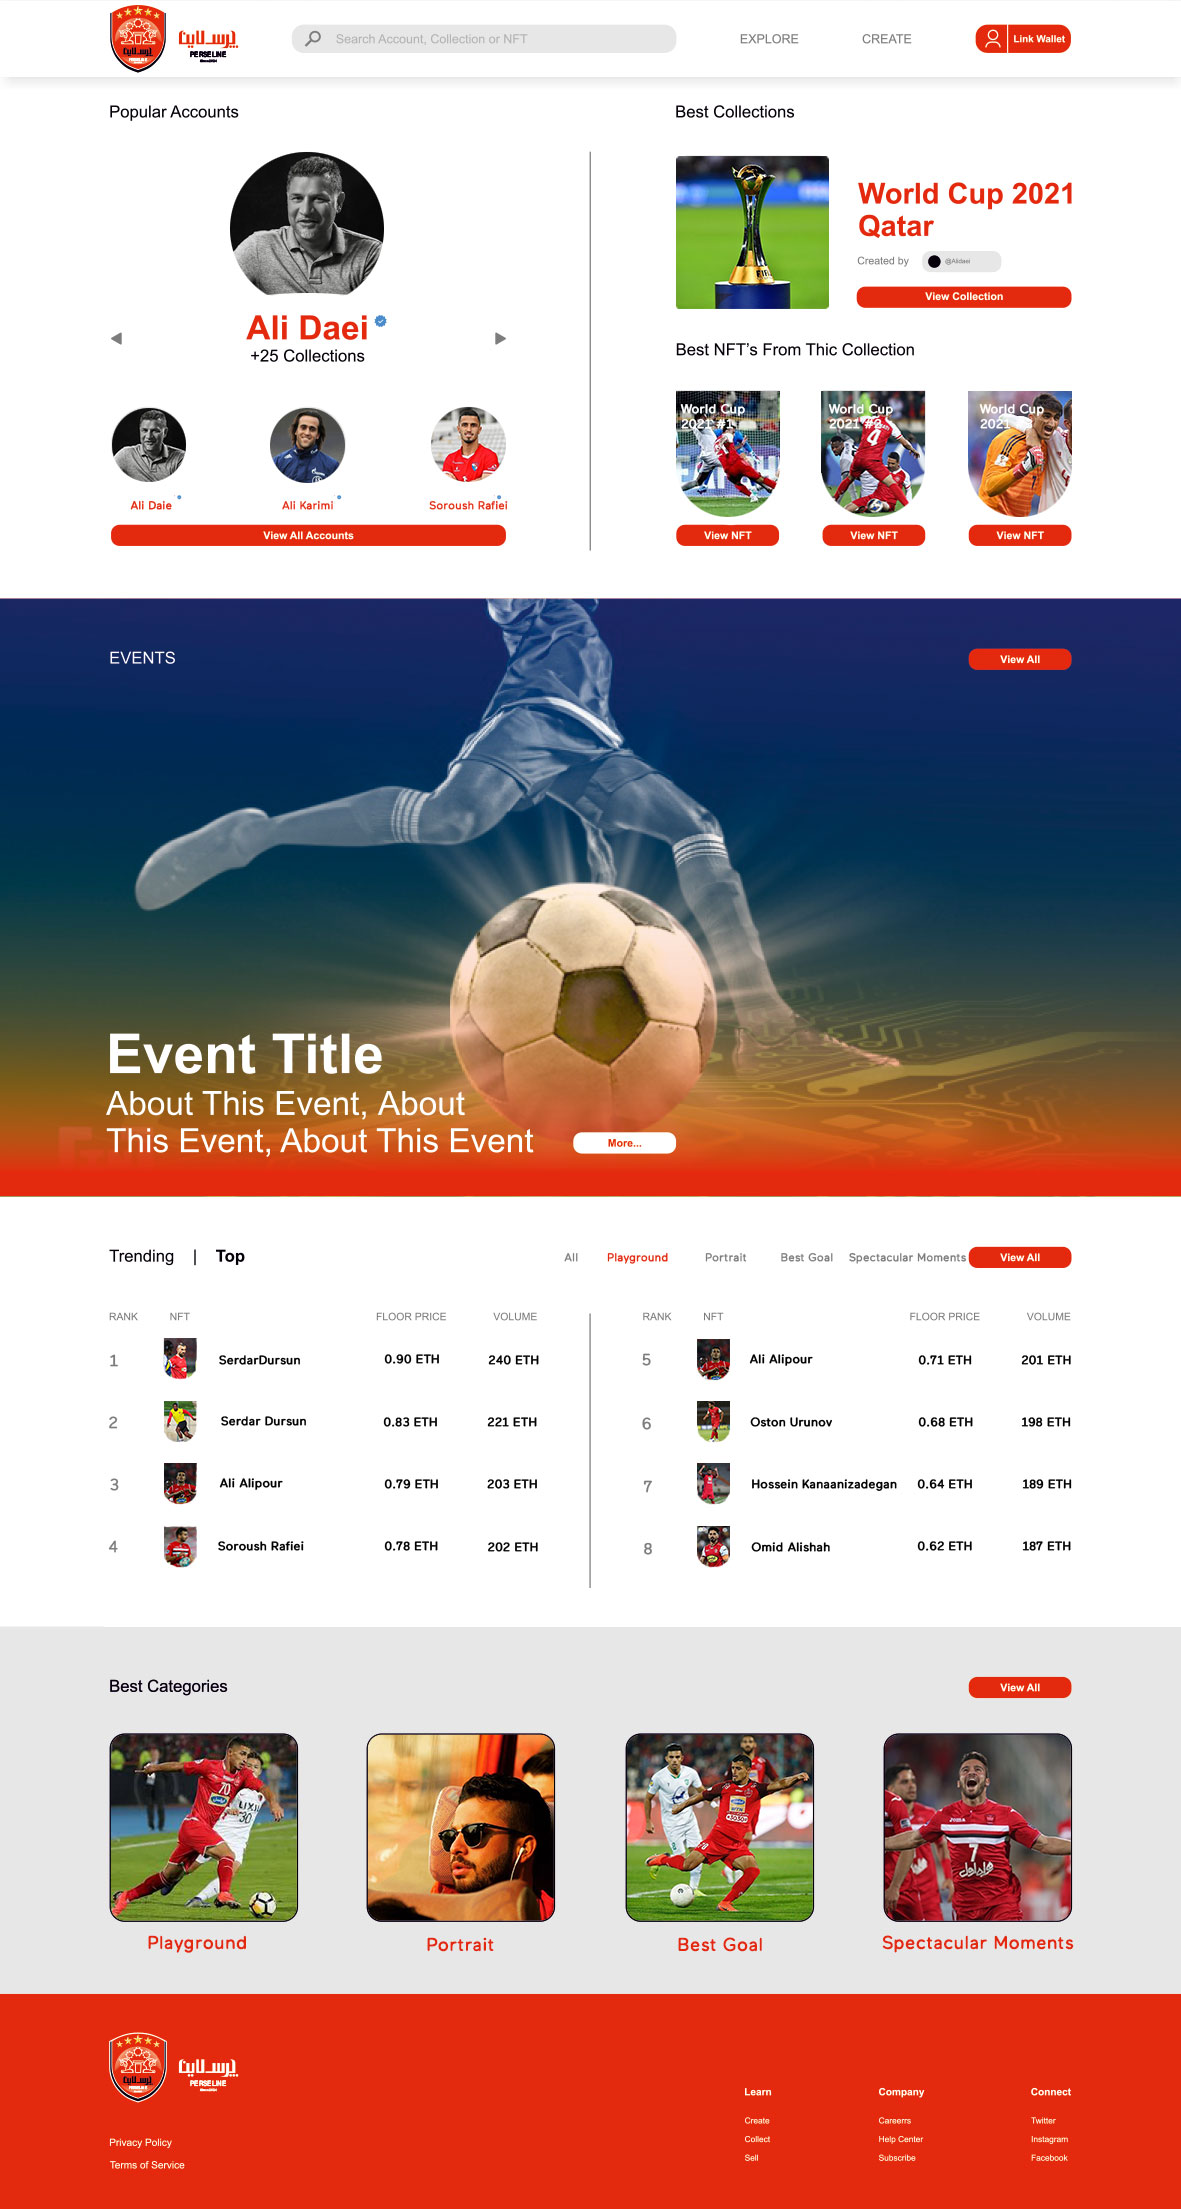 پرسلاین
PERSELINE
Search Account, Collection or NFT
EXPLORE
CREATE
Link Wallet
Popular Accounts
Ali Daei
+25 Collections
Ali Daie
Ali Karimi
Soroush Rafiei
View All Accounts
Best Collections
World Cup 2021
Qatar
Created by
@Alidaei
View Collection
Best NFT's From Thic Collection
World Cup
2021 #1
World Cup
2021 #2
World Cup
2021 #3
View NFT
View NFT
View NFT
EVENTS
View All
Event Title
About This Event, About
This Event, About This Event
More...
Trending | Top
All
Playground
Portrait
Best Goal
Spectacular Moments
View All
RANK NFT FLOOR PRICE VOLUME
1 SerdarDursun 0.90 ETH 240 ETH
2 Serdar Dursun 0.83 ETH 221 ETH
3 Ali Alipour 0.79 ETH 203 ETH
4 Soroush Rafiei 0.78 ETH 202 ETH
RANK NFT FLOOR PRICE VOLUME
5 Ali Alipour 0.71 ETH 201 ETH
6 Oston Urunov 0.68 ETH 198 ETH
7 Hossein Kanaanizadegan 0.64 ETH 189 ETH
8 Omid Alishah 0.62 ETH 187 ETH
Best Categories
View All
70
30
7
Playground
Portrait
Best Goal
Spectacular Moments
پرسلاین
PERSELINE
Privacy Policy
Terms of Service
Learn
Create
Collect
Sell
Company
Careerrs
Help Center
Subscribe
Connect
Twitter
Instagram
Facebook